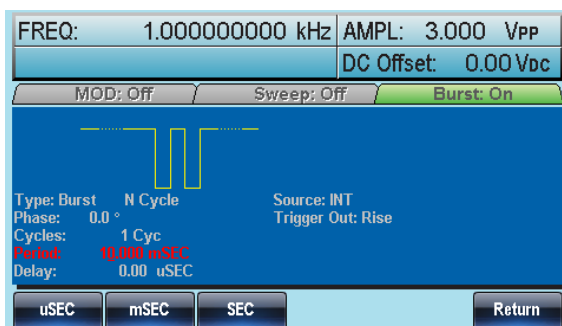 FREQ: 1.000000000 kHz AMPL: 3.000 VPP
DC Offset: 0.00 VDC
MOD: Off Sweep: Off Burst: On
Type: Burst N Cycle Source: INT
Phase: 0.0 ° Trigger Out: Rise
Cycles: 1 Cyc
Period: 10.000 mSEC
Delay: 0.00 uSEC
uSEC mSEC SEC Return